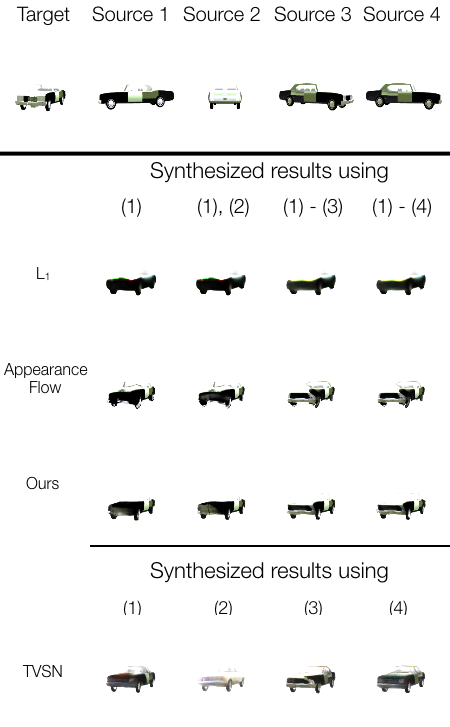 Target Source 1 Source 2 Source 3 Source 4
Synthesized results using
(1) (1), (2) (1) - (3) (1) - (4)
L1
Appearance
Flow
Ours
Synthesized results using
(1) (2) (3) (4)
TVSN